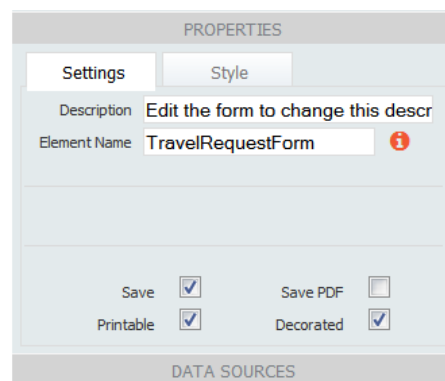 PROPERTIES
Settings Style
Description Edit the form to change this descr
Element Name TravelRequestForm
Save Save PDF
Printable Decorated
DATA SOURCES